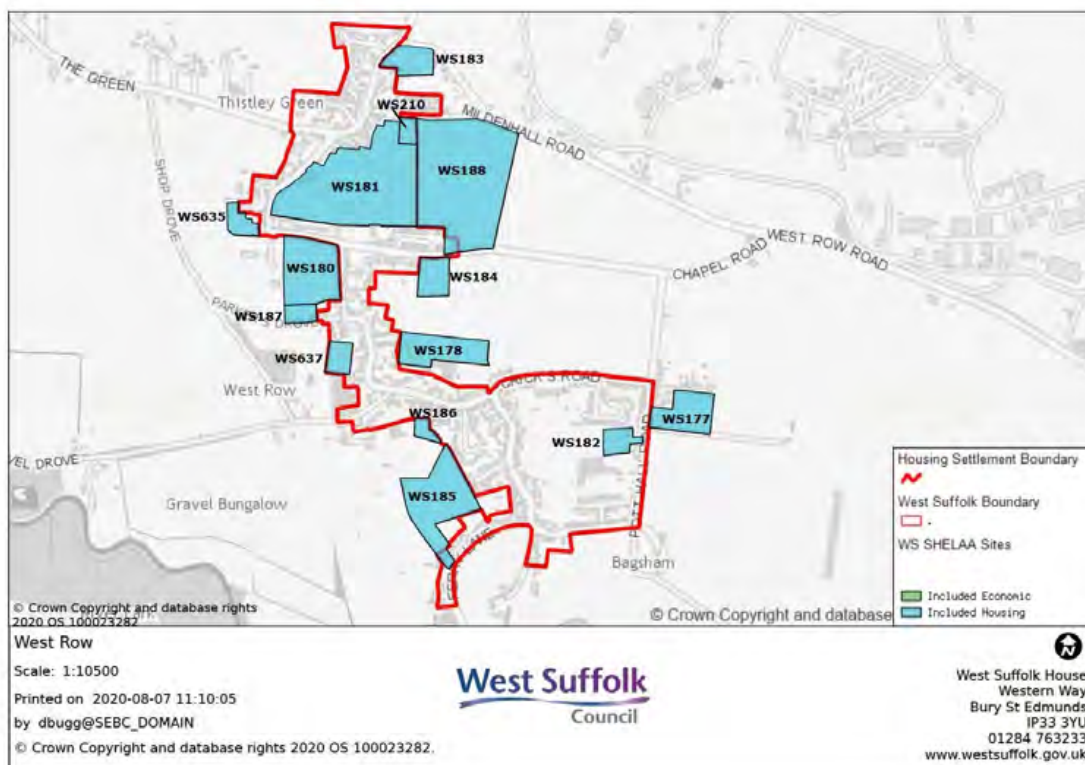 WS183
THE GREEN
Thistley Green
WS210
MILDENHALL ROAD
WS181
WS188
SHOP DROVE
WS635
WEST ROW ROAD
CHAPEL ROAD
WS180
WS184
WS187
WS178
WS637
CRICK'S ROAD
West Row
WS186
WS177
WS182
WS185
Gravel Bungalow
Bagsham
Housing Settlement Boundary
West Suffolk Boundary
.
WS SHELAA Sites
Included Economic
Included Housing
© Crown Copyright and database rights
2020 OS 100023282
© Crown Copyright and database
West Row
Scale: 1:10500
Printed on 2020-08-07 11:10:05
by dbugg@SEBC_DOMAIN
© Crown Copyright and database rights 2020 OS 100023282.
West Suffolk
Council
N
West Suffolk House
Western Way
Bury St Edmunds
IP33 3YU
01284 763233
www.westsuffolk.gov.uk